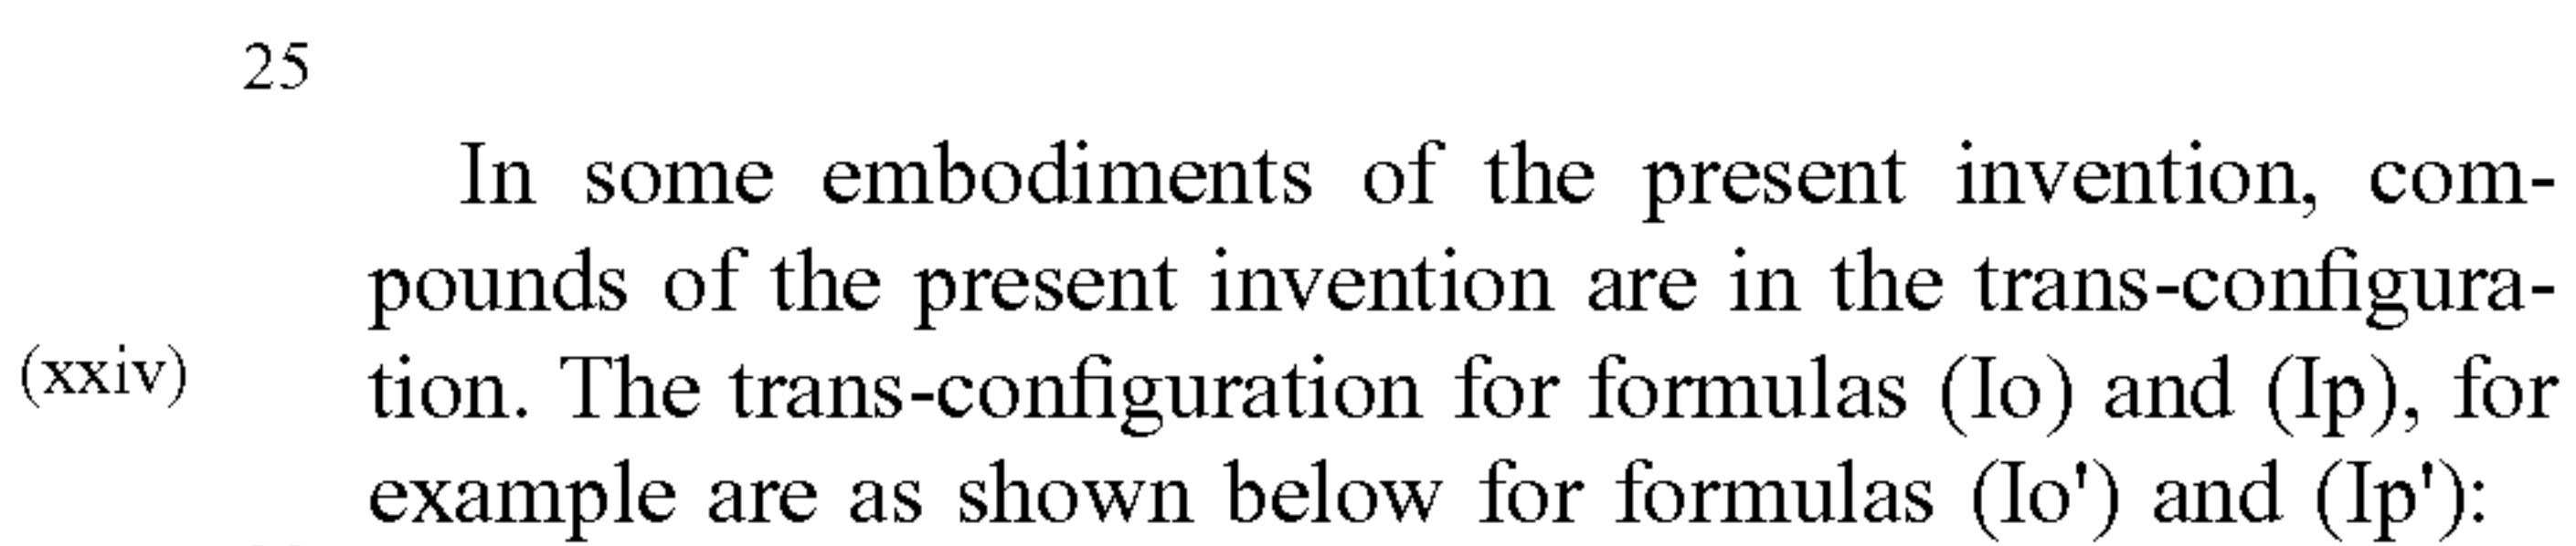 25
In some embodiments of the present invention, com-
pounds of the present invention are in the trans-configura-
(xxiv)
tion. The trans-configuration for formulas (Io) and (Ip), for
example are as shown below for formulas (Io') and (Ip'):